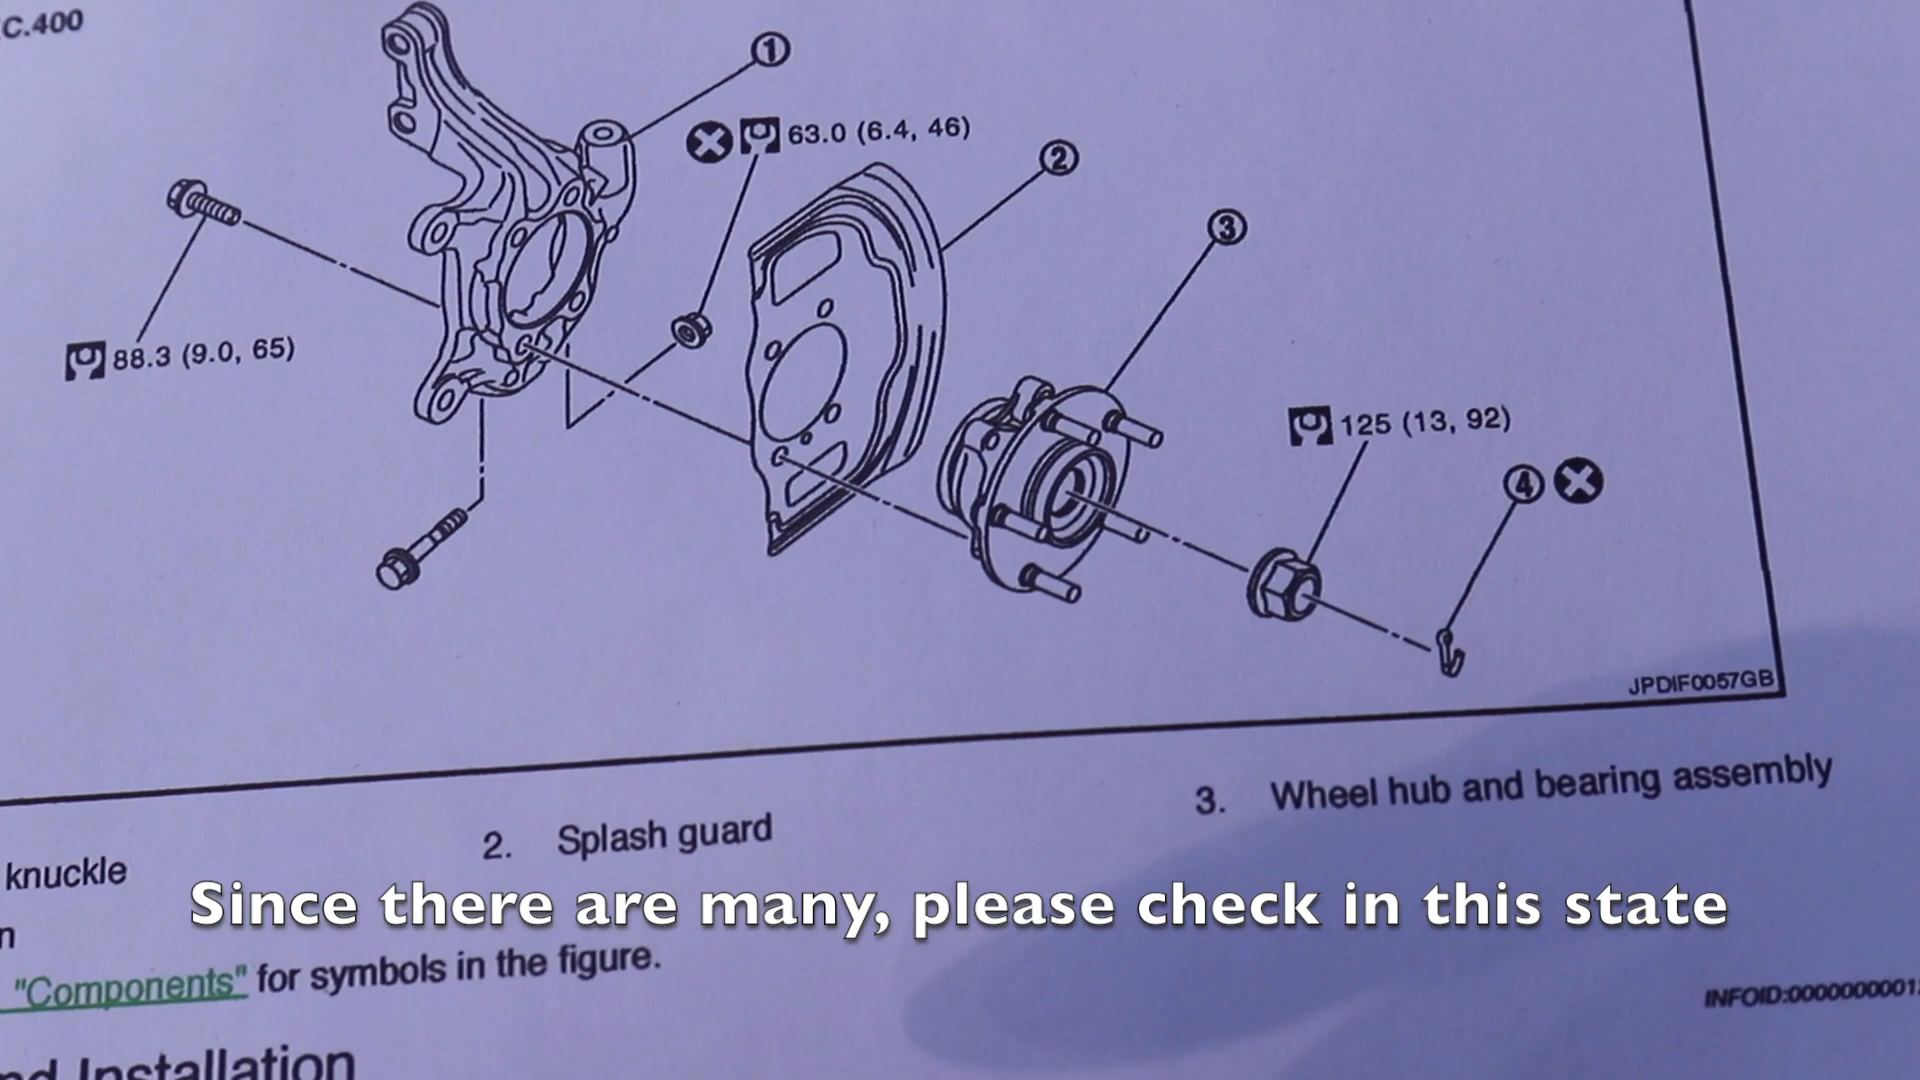 C.400
1
63.0 (6.4, 46)
2
3
88.3 (9.0, 65)
125 (13, 92)
4
JPDIF0057GB
knuckle
2. Splash guard
3. Wheel hub and bearing assembly
Since there are many, please check in this state
n
"Components" for symbols in the figure.
INFOID:0000000001
nd Installation